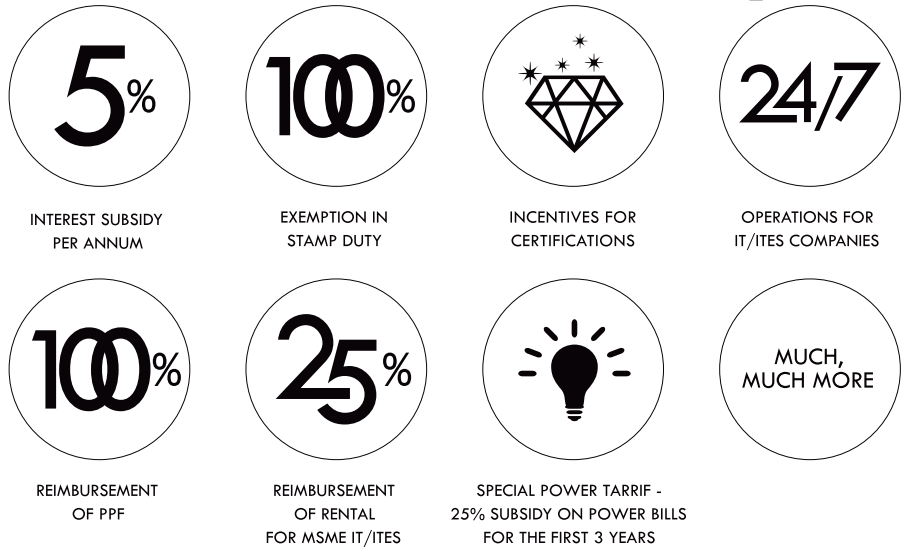 5%
INTEREST SUBSIDY
PER ANNUM
100%
EXEMPTION IN
STAMP DUTY
INCENTIVES FOR
CERTIFICATIONS
24/7
OPERATIONS FOR
IT/ITES COMPANIES
100%
REIMBURSEMENT
OF PPF
25%
REIMBURSEMENT
OF RENTAL
FOR MSME IT/ITES
SPECIAL POWER TARRIF -
25% SUBSIDY ON POWER BILLS
FOR THE FIRST 3 YEARS
MUCH,
MUCH MORE